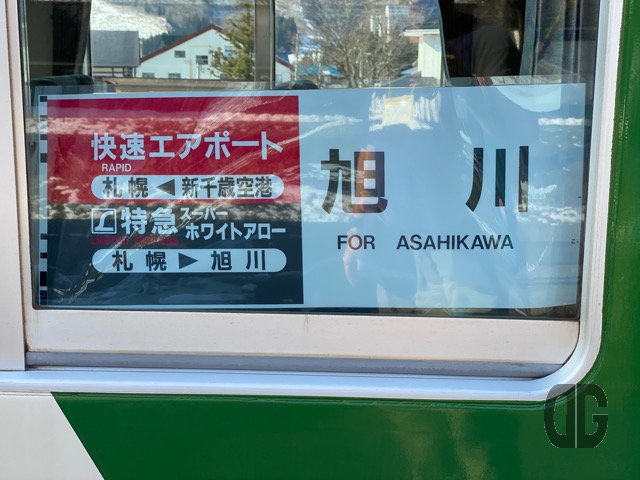 快速エアポート
RAPID
札幌◀新千歳空港
特急スーパーホワイトアロー
札幌▶旭川
旭川
FOR ASAHIKAWA
DG